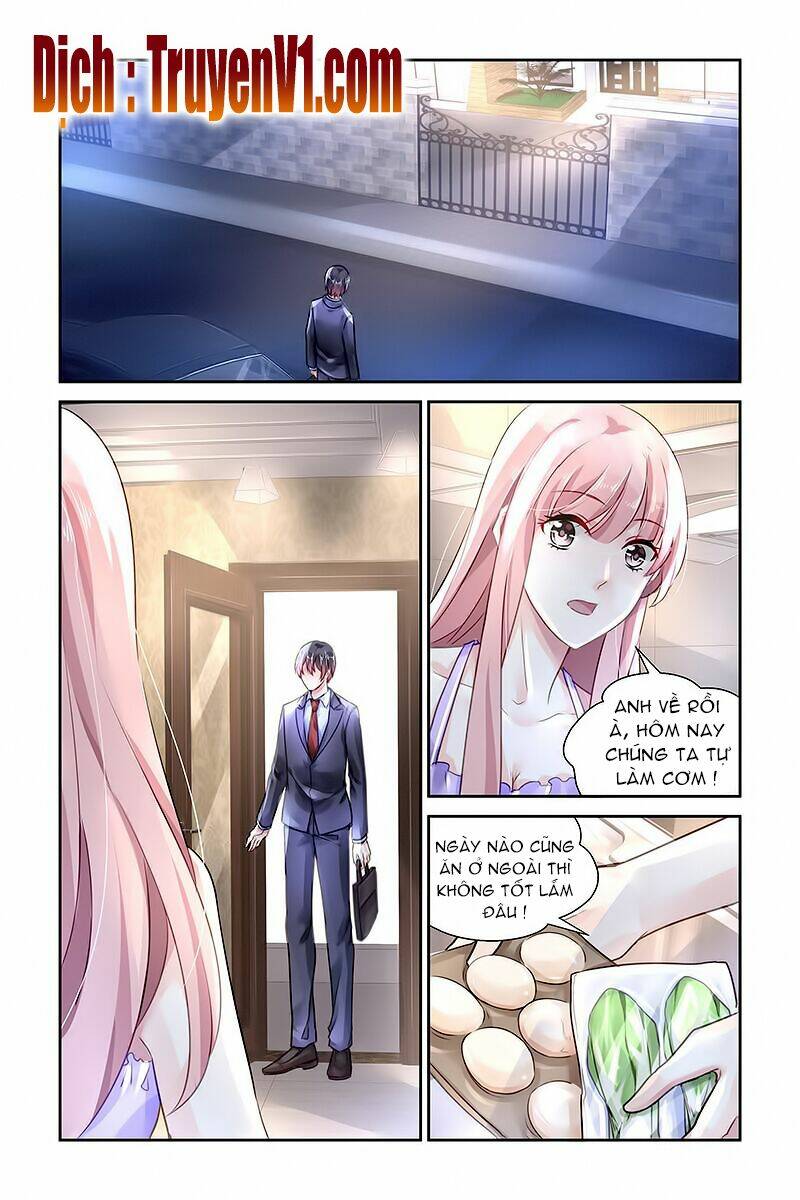 Dịch : TruyenV1.com
ANH VỀ RỒI
À, HÔM NAY
CHÚNG TA TỰ
LÀM CƠM !
NGÀY NÀO CŨNG
ĂN Ở NGOÀI THÌ
KHÔNG TỐT LẮM
ĐÂU !